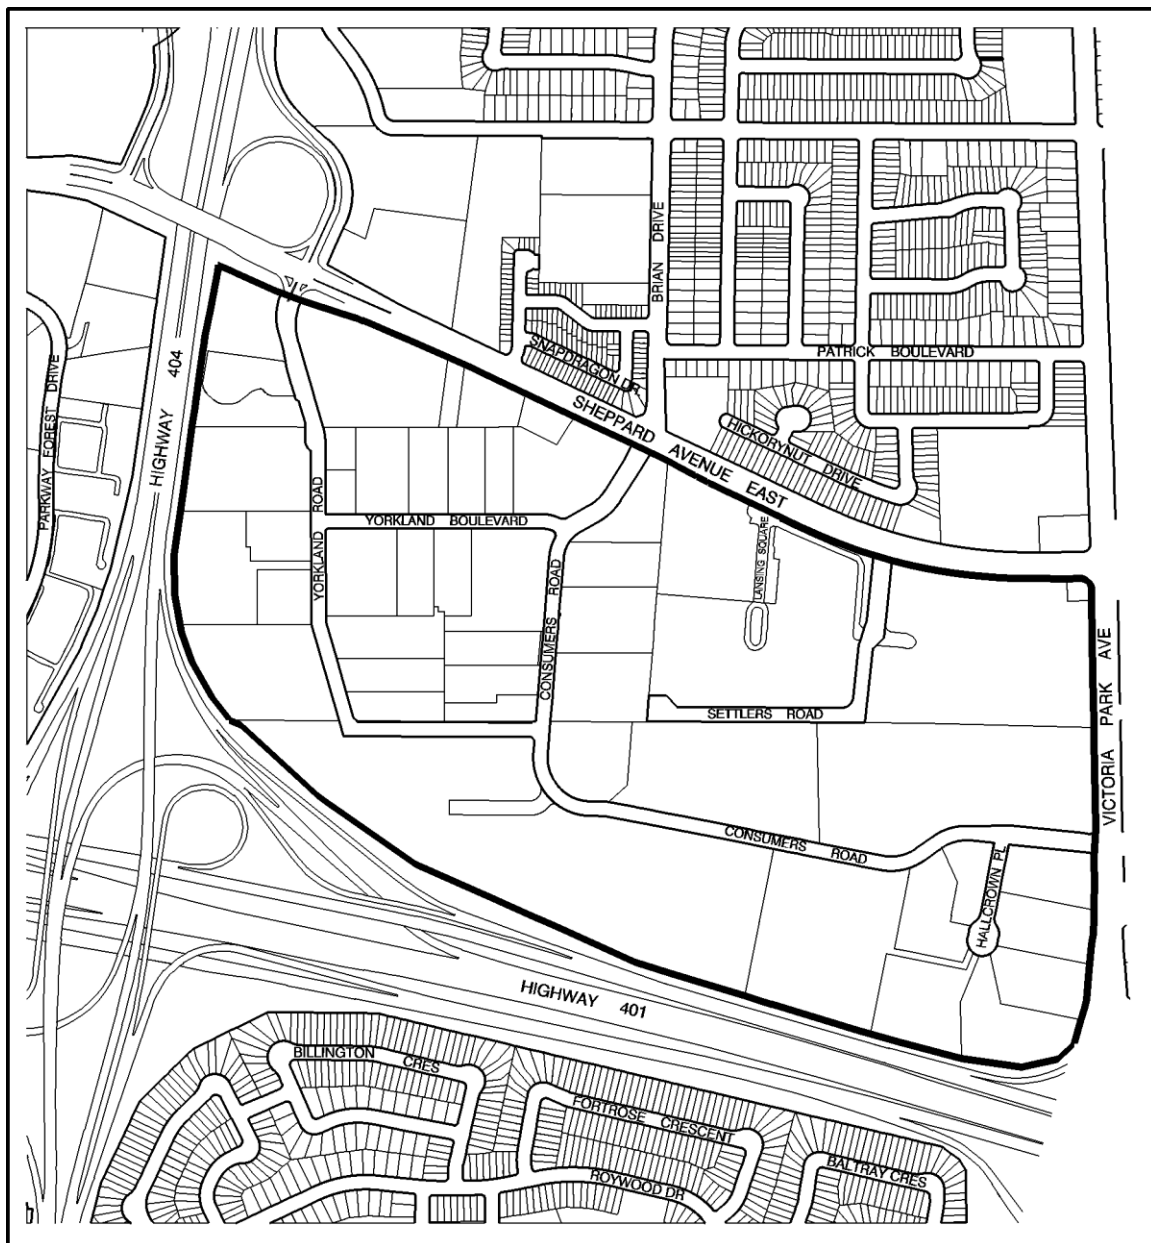 BRIAN DRIVE
PATRICK BOULEVARD
SNAPDRAGON DR.
PARKWAY FOREST DRIVE
HIGHWAY 404
SHEPPARD AVENUE EAST
HICKORYNUT DRIVE
YORKLAND ROAD
YORKLAND BOULEVARD
LANSING SQUARE
CONSUMERS ROAD
SETTLERS ROAD
VICTORIA PARK AVE
CONSUMERS ROAD
HALLCROWN PL
HIGHWAY 401
BILLINGTON CRES
FORTROSE CRESCENT
BALTRAY CRES
ROYWOOD DR